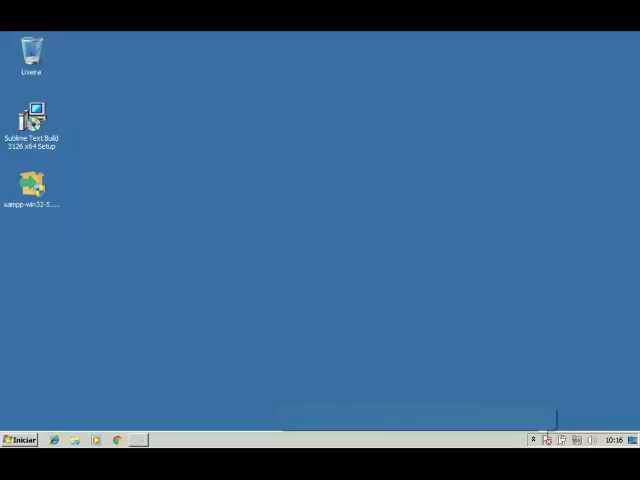 Lixeira
Sublime Text Build
3126 x64 Setup
xampp-win32-5....
Iniciar
10:16